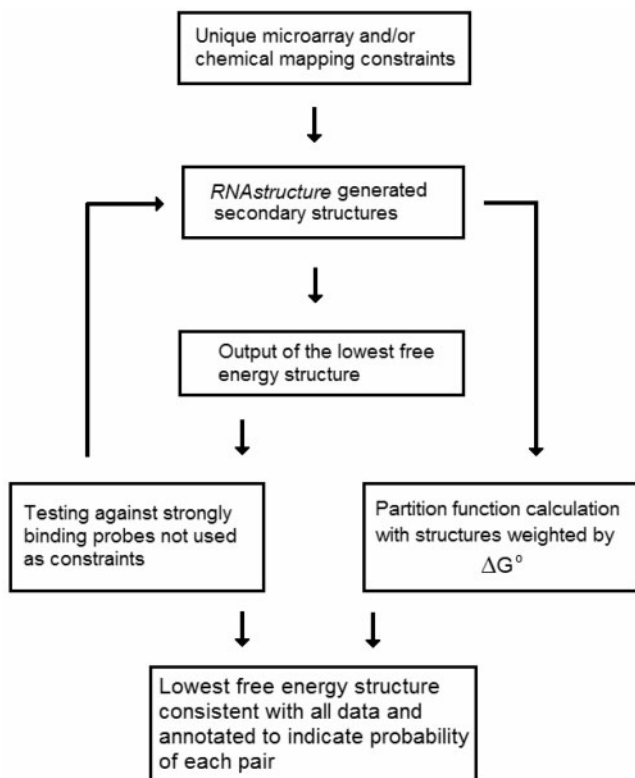 Unique microarray and/or
chemical mapping constraints
RNAstructure generated
secondary structures
Output of the lowest free
energy structure
Testing against strongly
binding probes not used
as constraints
Partition function calculation
with structures weighted by
ΔG°
Lowest free energy structure
consistent with all data and
annotated to indicate probability
of each pair